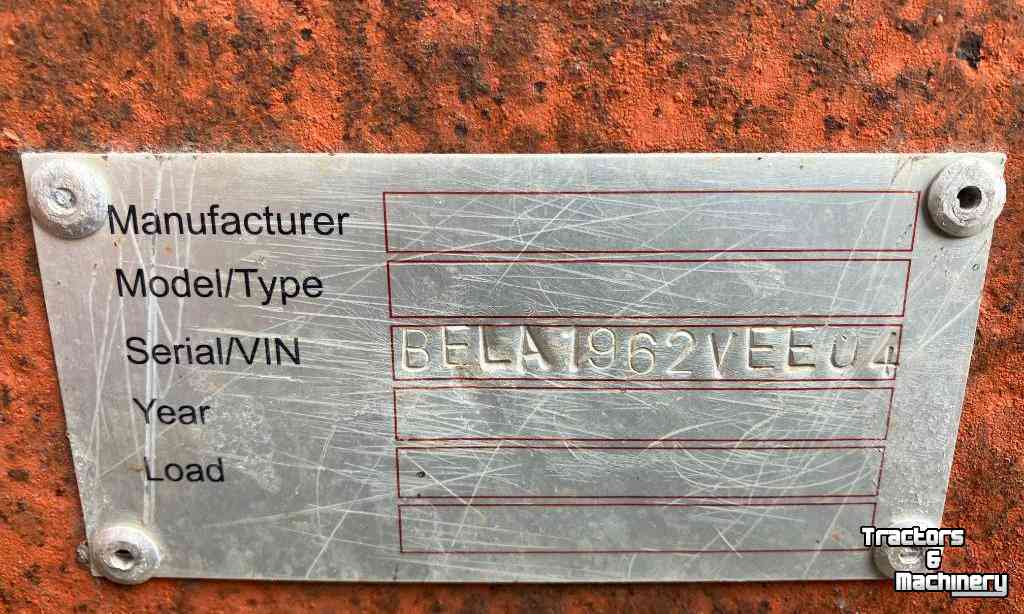 Manufacturer
Model/Type
Serial/VIN BELA1962VEE04
Year
Load
Tractors
&
Machinery